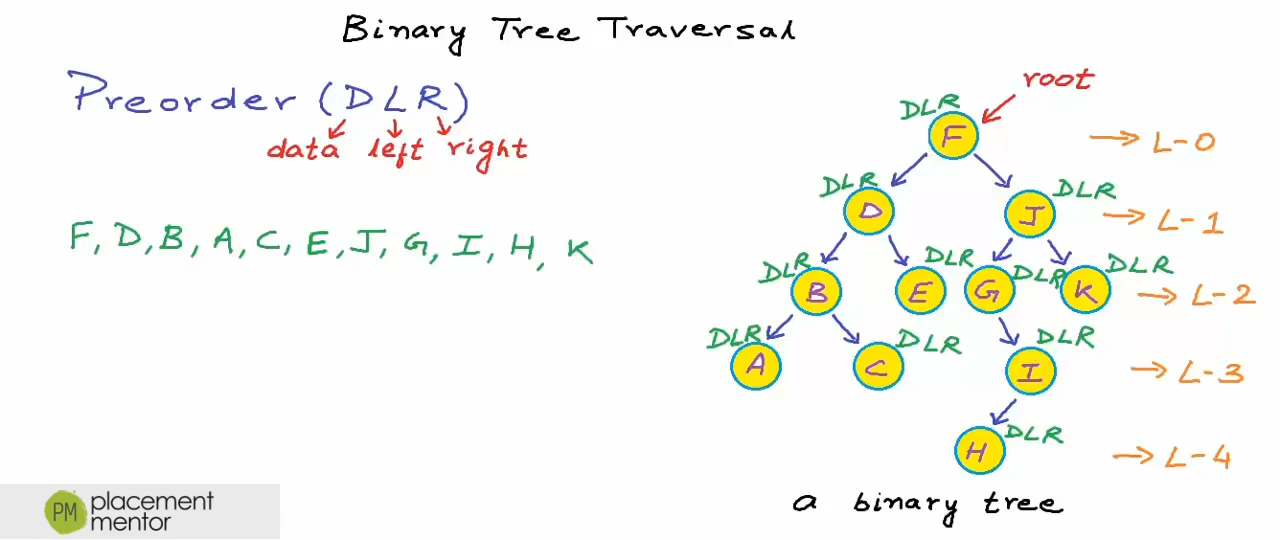 Binary Tree Traversal
Preorder (DLR)
data left right
F, D, B, A, C, E, J, G, I, H, K
root
DLR
F
L-0
DLR DLR
D J
L-1
DLR DLR DLR DLR
B E G K
L-2
DLR DLR DLR
A C I
L-3
DLR
H
L-4
a binary tree
PM placement
mentor